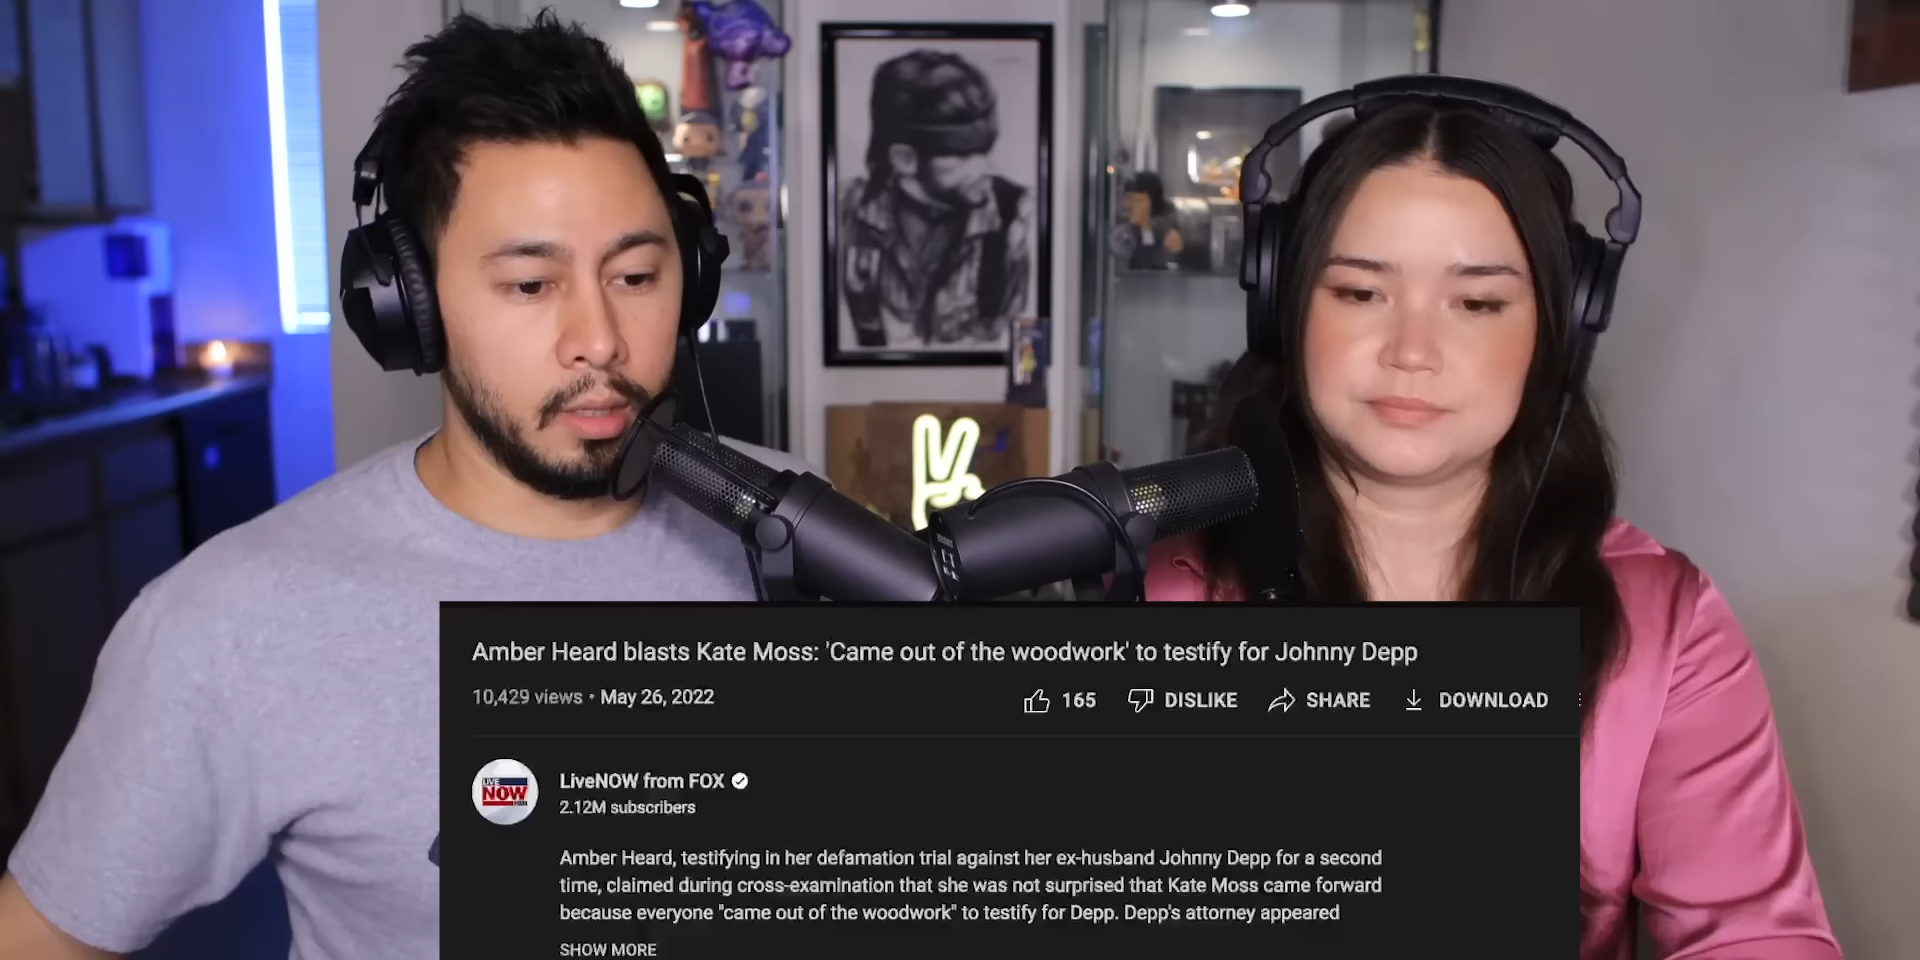 Amber Heard blasts Kate Moss: 'Came out of the woodwork' to testify for Johnny Depp
10,429 views • May 26, 2022
165 DISLIKE SHARE DOWNLOAD
LIVE
NOW
LiveNOW from FOX
2.12M subscribers
Amber Heard, testifying in her defamation trial against her ex-husband Johnny Depp for a second
time, claimed during cross-examination that she was not surprised that Kate Moss came forward
because everyone "came out of the woodwork" to testify for Depp. Depp's attorney appeared
SHOW MORE